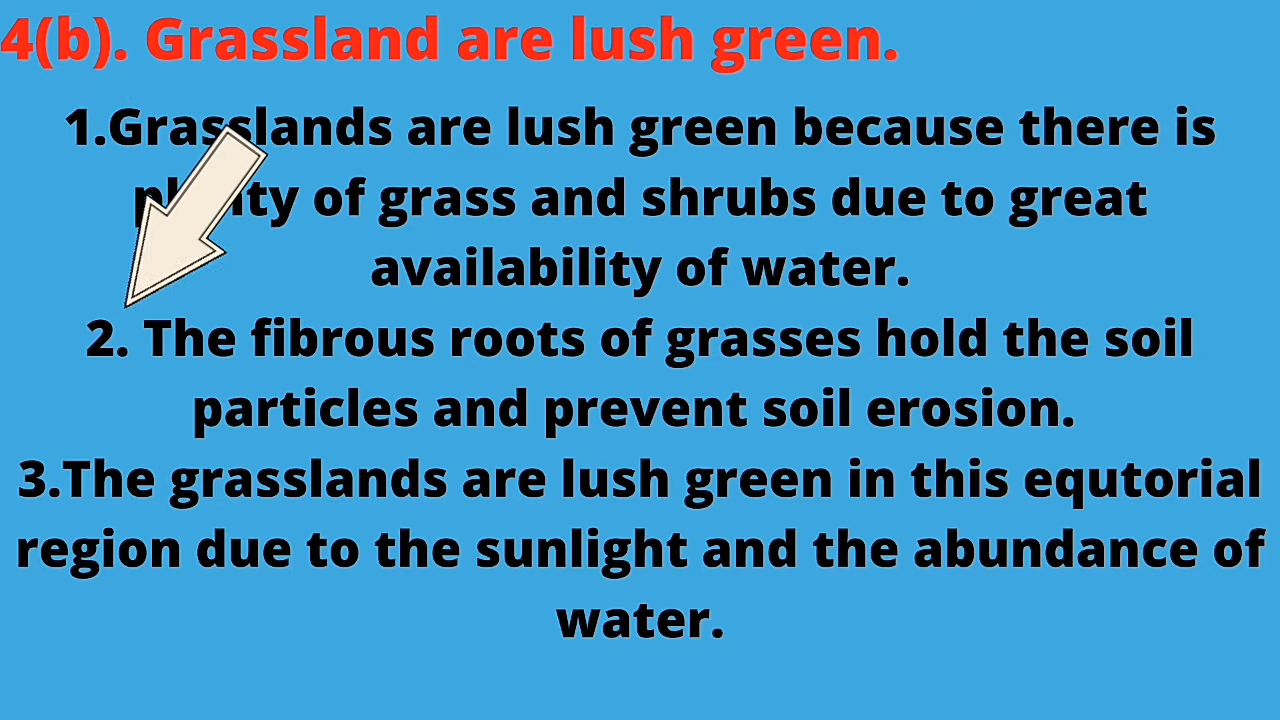 4(b). Grassland are lush green.
1.Grasslands are lush green because there is
of grass and shrubs due to great
availability of water.
2. The fibrous roots of grasses hold the soil
particles and prevent soil erosion.
3.The grasslands are lush green in this equtorial
region due to the sunlight and the abundance of
water.